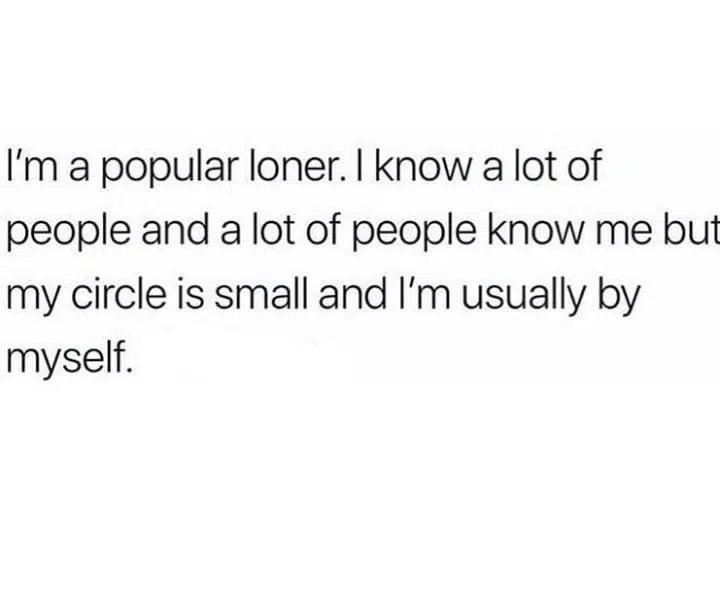 I'm a popular loner. I know a lot of
people and a lot of people know me but
my circle is small and I'm usually by
myself.